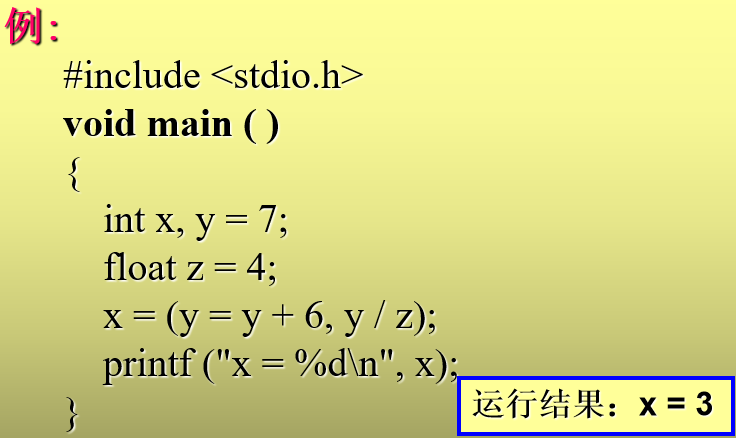 例:
#include <stdio.h>
void main ( )
{
int x, y = 7;
float z = 4;
x = (y = y + 6, y / z);
printf ("x = %d\n", x);
}
运行结果：x = 3